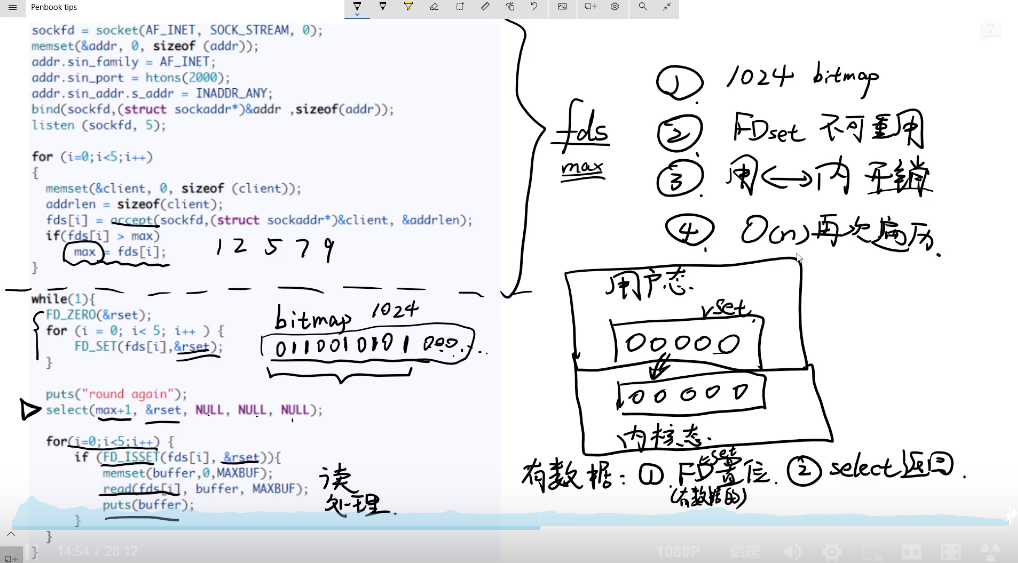 Penbook tips
sockfd = socket(AF_INET, SOCK_STREAM, 0);
memset(&addr, 0, sizeof (addr));
addr.sin_family = AF_INET;
addr.sin_port = htons(2000);
addr.sin_addr.s_addr = INADDR_ANY;
bind(sockfd,(struct sockaddr*)&addr ,sizeof(addr));
listen (sockfd, 5);
for (i=0;i<5;i++)
{
memset(&client, 0, sizeof (client));
addrlen = sizeof(client);
fds[i] = accept(sockfd,(struct sockaddr*)&client, &addrlen);
if(fds[i] > max)
max = fds[i];
}
1 2 5 7 9
while(1){
FD_ZERO(&rset);
for (i = 0; i< 5; i++ ) {
FD_SET(fds[i],&rset);
}
bitmap 1024
0110010101 000...
puts("round again");
select(max+1, &rset, NULL, NULL, NULL);
for(i=0;i<5;i++) {
if (FD_ISSET(fds[i], &rset)){
memset(buffer,0,MAXBUF);
read(fds[i], buffer, MAXBUF);
puts(buffer);
}
}
}
读
处理
fds
max
① 1024 bitmap
② FDset 不可重用
③ 用<->内 开销
④ O(n)再次遍历
用户态
rset
00000
00000
内核态
有数据: ① FD置位 ② select返回.
rset
(有数据的)
14:54 / 28:12
1080P 倍速